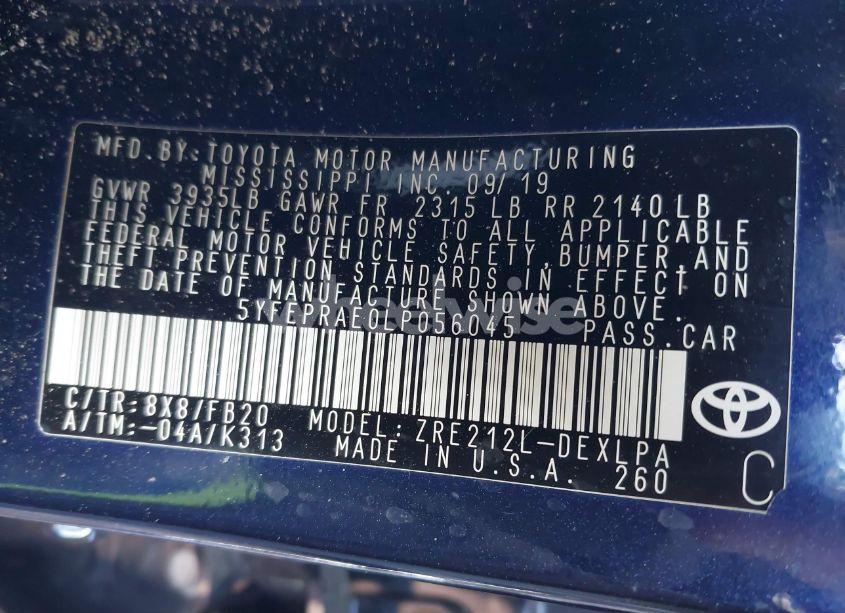 MFD.BY:TOYOTA MOTOR MANUFACTURING
MISSISSIPPI INC 09/19
GVWR 3935LB GAWR FR 2315 LB RR 2140LB
THIS VEHICLE CONFORMS TO ALL APPLICABLE
FEDERAL MOTOR VEHICLE SAFETY,BUMPER,AND
THEFT PREVENTION STANDARDS IN EFFECT ON
THE DATE OF MANUFACTURE SHOWN ABOVE.
5YFEPRAE0LP056045 PASS.CAR
C/TR:8X8/FB20 MODEL:ZRE212L-DEXLPA
A/TM:-04A/K313 MADE IN U.S.A. 260
C